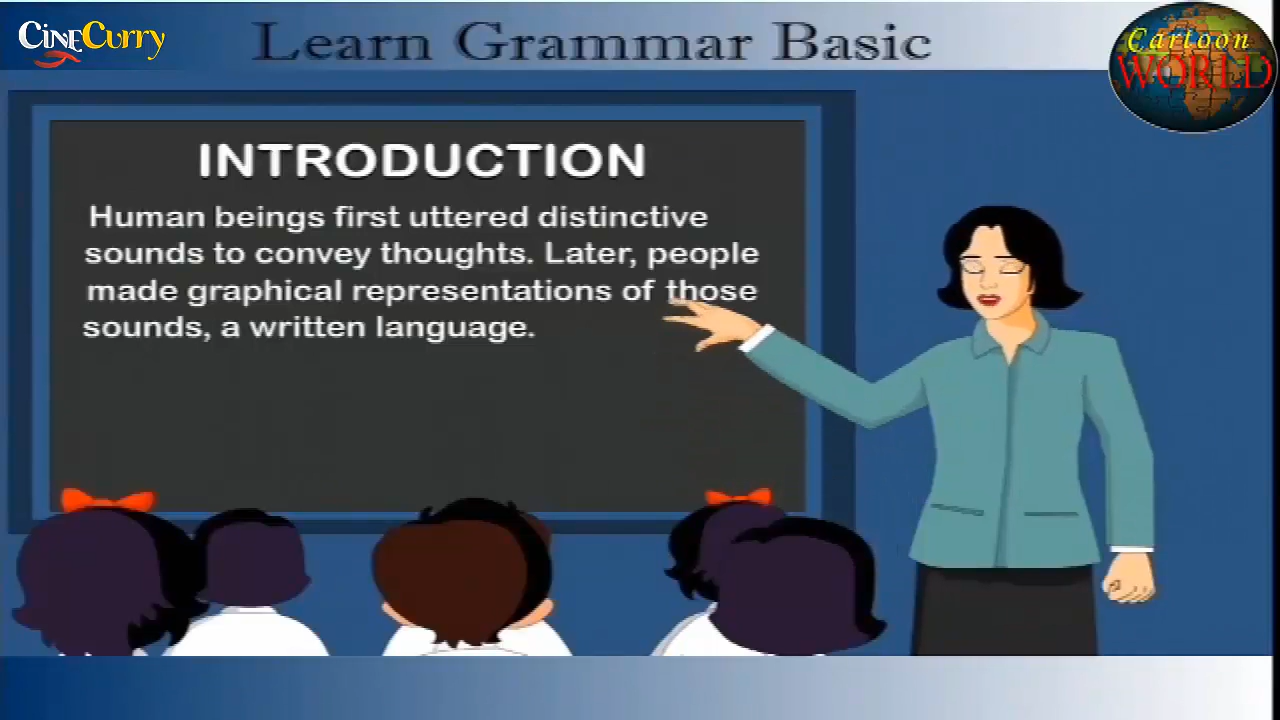 CINECURRY
Learn Grammar Basic
Cartoon
WORLD
INTRODUCTION
Human beings first uttered distinctive
sounds to convey thoughts. Later, people
made graphical representations of those
sounds, a written language.